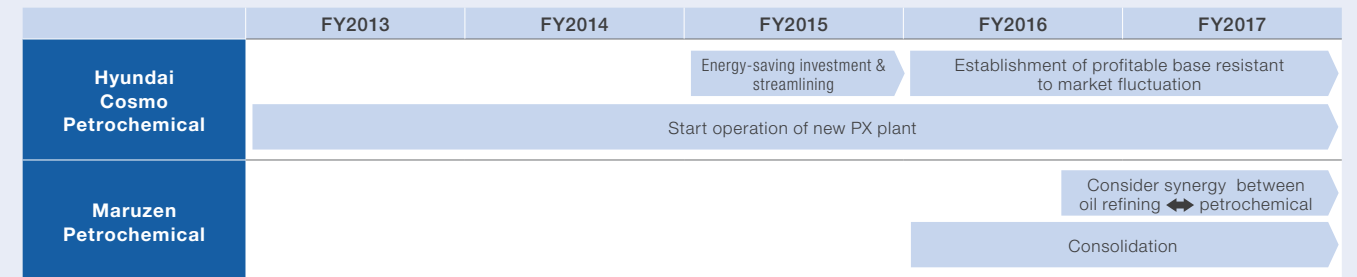 FY2013 FY2014 FY2015 FY2016 FY2017
Hyundai
Cosmo
Petrochemical
Energy-saving investment &
streamlining
Establishment of profitable base resistant
to market fluctuation
Start operation of new PX plant
Maruzen
Petrochemical
Consider synergy between
oil refining ⬌ petrochemical
Consolidation